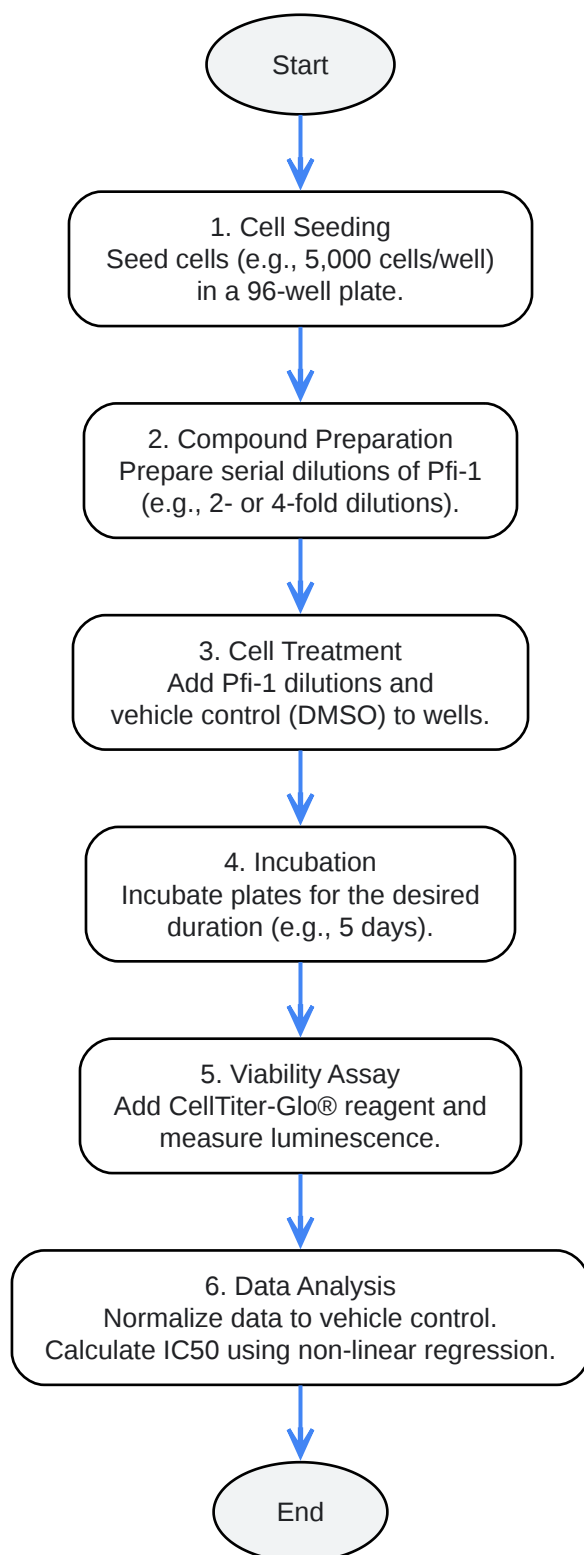 Start
1. Cell Seeding
Seed cells (e.g., 5,000 cells/well)
in a 96-well plate.
2. Compound Preparation
Prepare serial dilutions of Pfi-1
(e.g., 2- or 4-fold dilutions).
3. Cell Treatment
Add Pfi-1 dilutions and
vehicle control (DMSO) to wells.
4. Incubation
Incubate plates for the desired
duration (e.g., 5 days).
5. Viability Assay
Add CellTiter-Glo® reagent and
measure luminescence.
6. Data Analysis
Normalize data to vehicle control.
Calculate IC50 using non-linear regression.
End